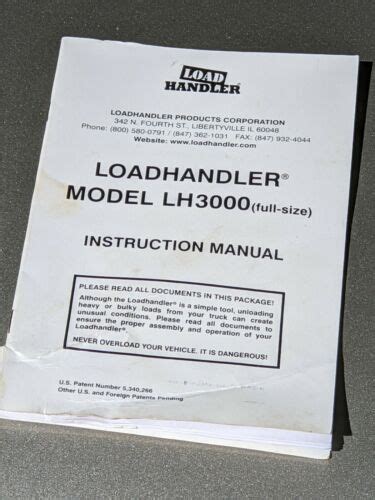 LOAD
HANDLER
LOADHANDLER PRODUCTS CORPORATION
342 N. FOURTH ST., LIBERTYVILLE IL 60048
Phone: (800) 580-0791 / (847) 362-1031 FAX: (847) 932-4044
Website: www.loadhandler.com
LOADHANDLER®
MODEL LH3000 (full-size)
INSTRUCTION MANUAL
PLEASE READ ALL DOCUMENTS IN THIS PACKAGE!
Although the Loadhandler® is a simple tool, unloading
heavy or bulky loads from your truck can create
unusual conditions. Please read all documents to
ensure the proper assembly and operation of your
Loadhandler®.
NEVER OVERLOAD YOUR VEHICLE. IT IS DANGEROUS!
U.S. Patent Number 5,340,266
Other U.S. and Foreign Patents Pending